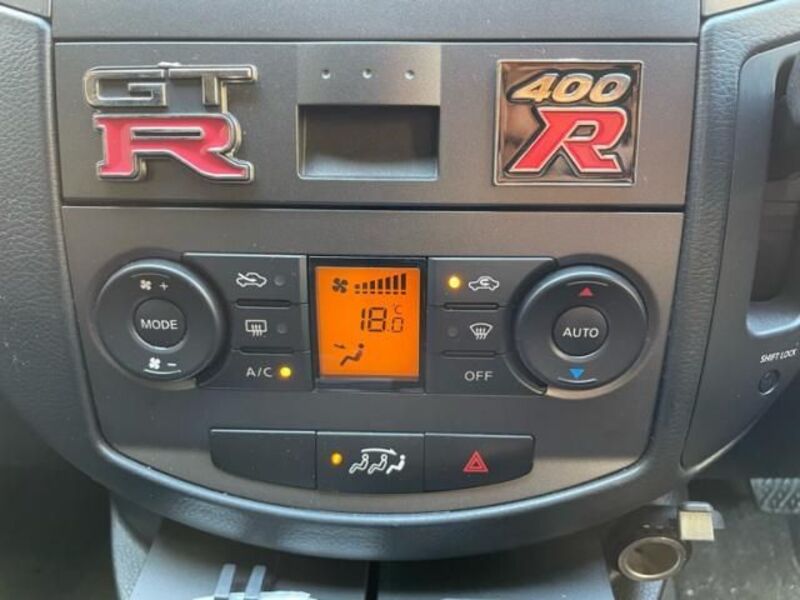 GT
R
400
R
MODE
+
-
A/C
18.0
°C
AUTO
OFF
SHIFT LOCK